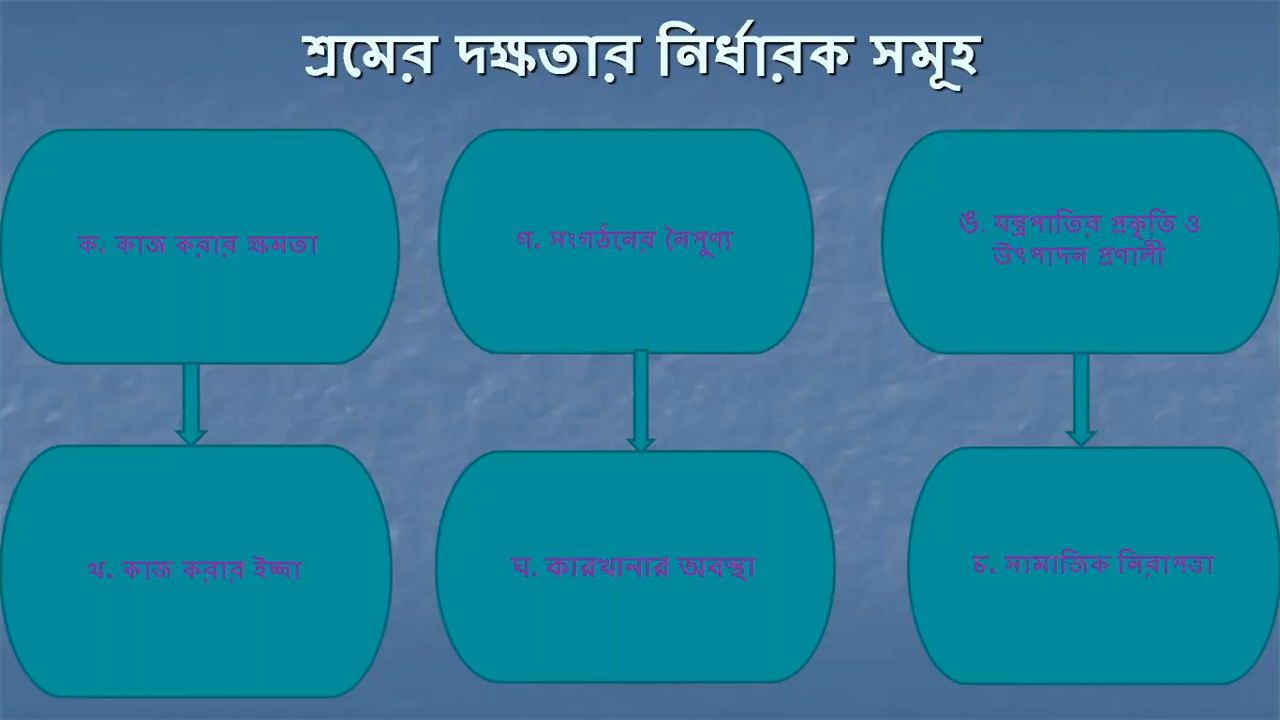 শ্রমের দক্ষতার নির্ধারক সমূহ
ক. কাজ করার ক্ষমতা
খ. কাজ করার ইচ্ছা
গ. সংগঠনের নৈপুণ্য
ঘ. কারখানার অবস্থা
ঙ. যন্ত্রপাতির প্রকৃতি ও
উৎপাদন প্রণালী
চ. সামাজিক নিরাপত্তা